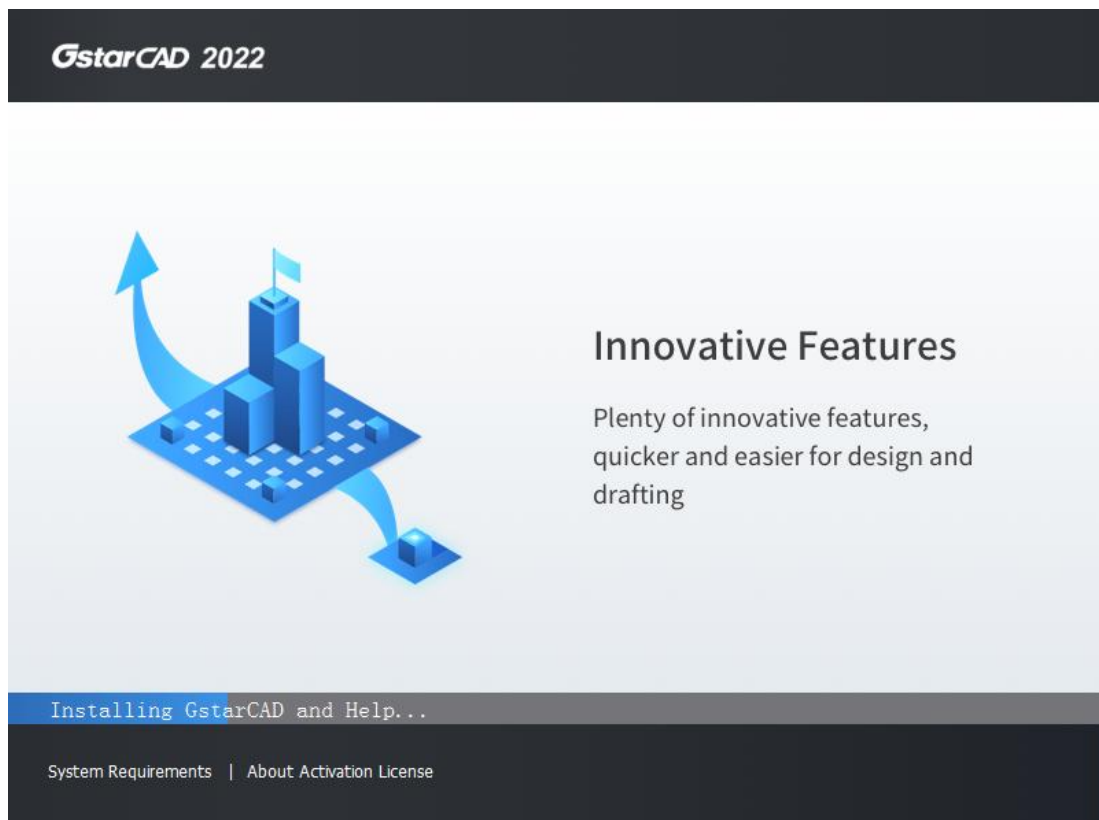 GstarCAD 2022
Innovative Features
Plenty of innovative features,
quicker and easier for design and
drafting
Installing GstarCAD and Help...
System Requirements | About Activation License